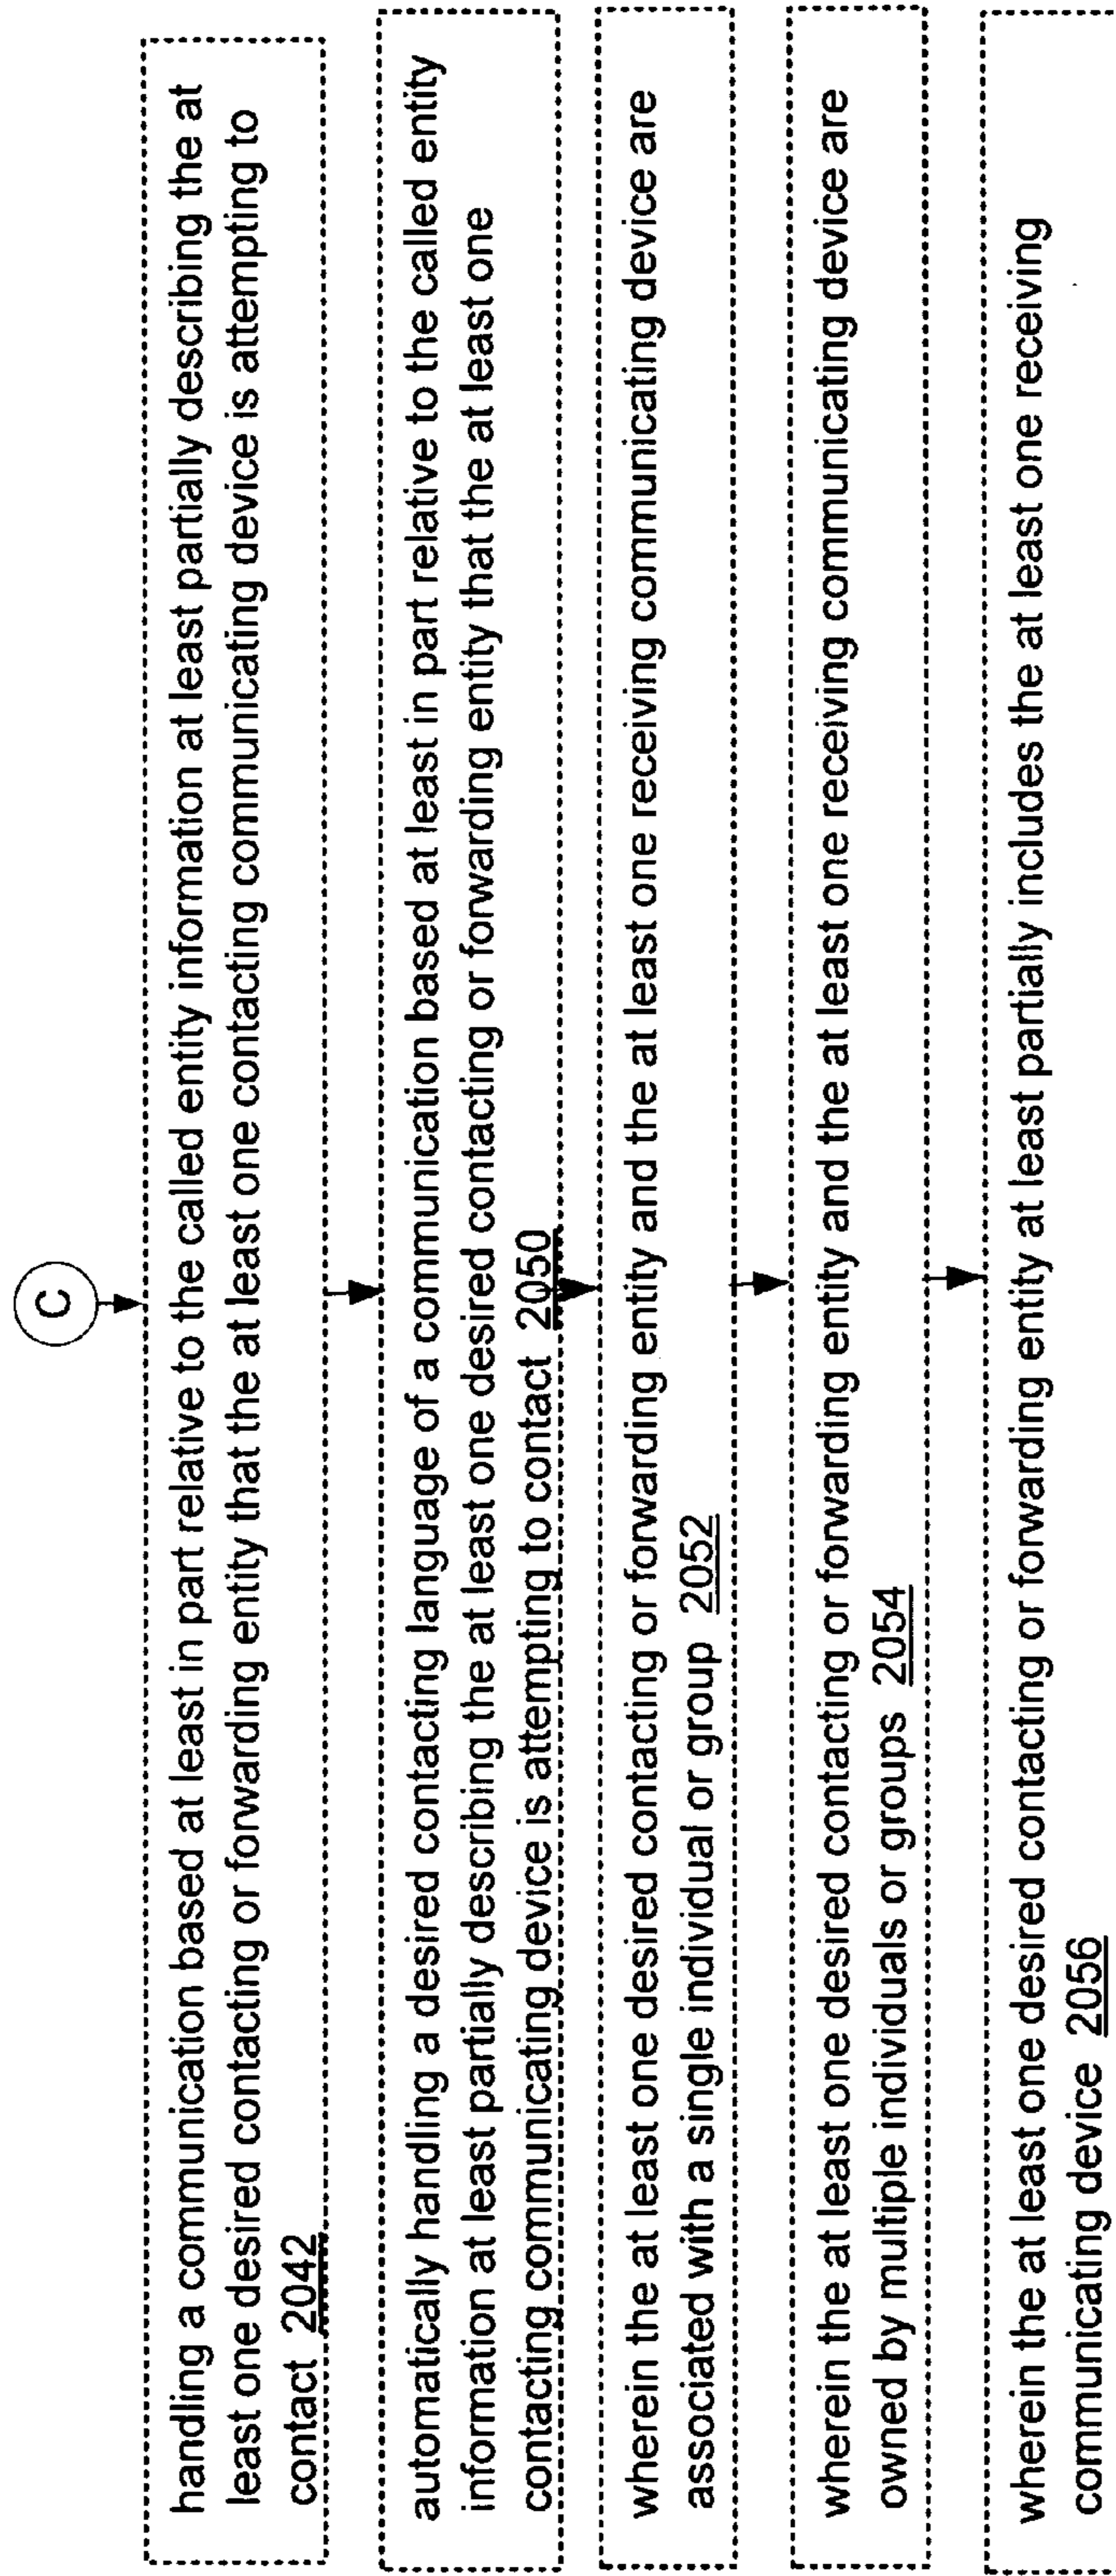 C
handling a communication based at least in part relative to the called entity information at least partially describing the at
least one desired contacting or forwarding entity that the at least one contacting communicating device is attempting to
contact 2042
automatically handling a desired contacting language of a communication based at least in part relative to the called entity
information at least partially describing the at least one desired contacting or forwarding entity that the at least one
contacting communicating device is attempting to contact 2050
wherein the at least one desired contacting or forwarding entity and the at least one receiving communicating device are
associated with a single individual or group 2052
wherein the at least one desired contacting or forwarding entity and the at least one receiving communicating device are
owned by multiple individuals or groups 2054
wherein the at least one desired contacting or forwarding entity at least partially includes the at least one receiving
communicating device 2056